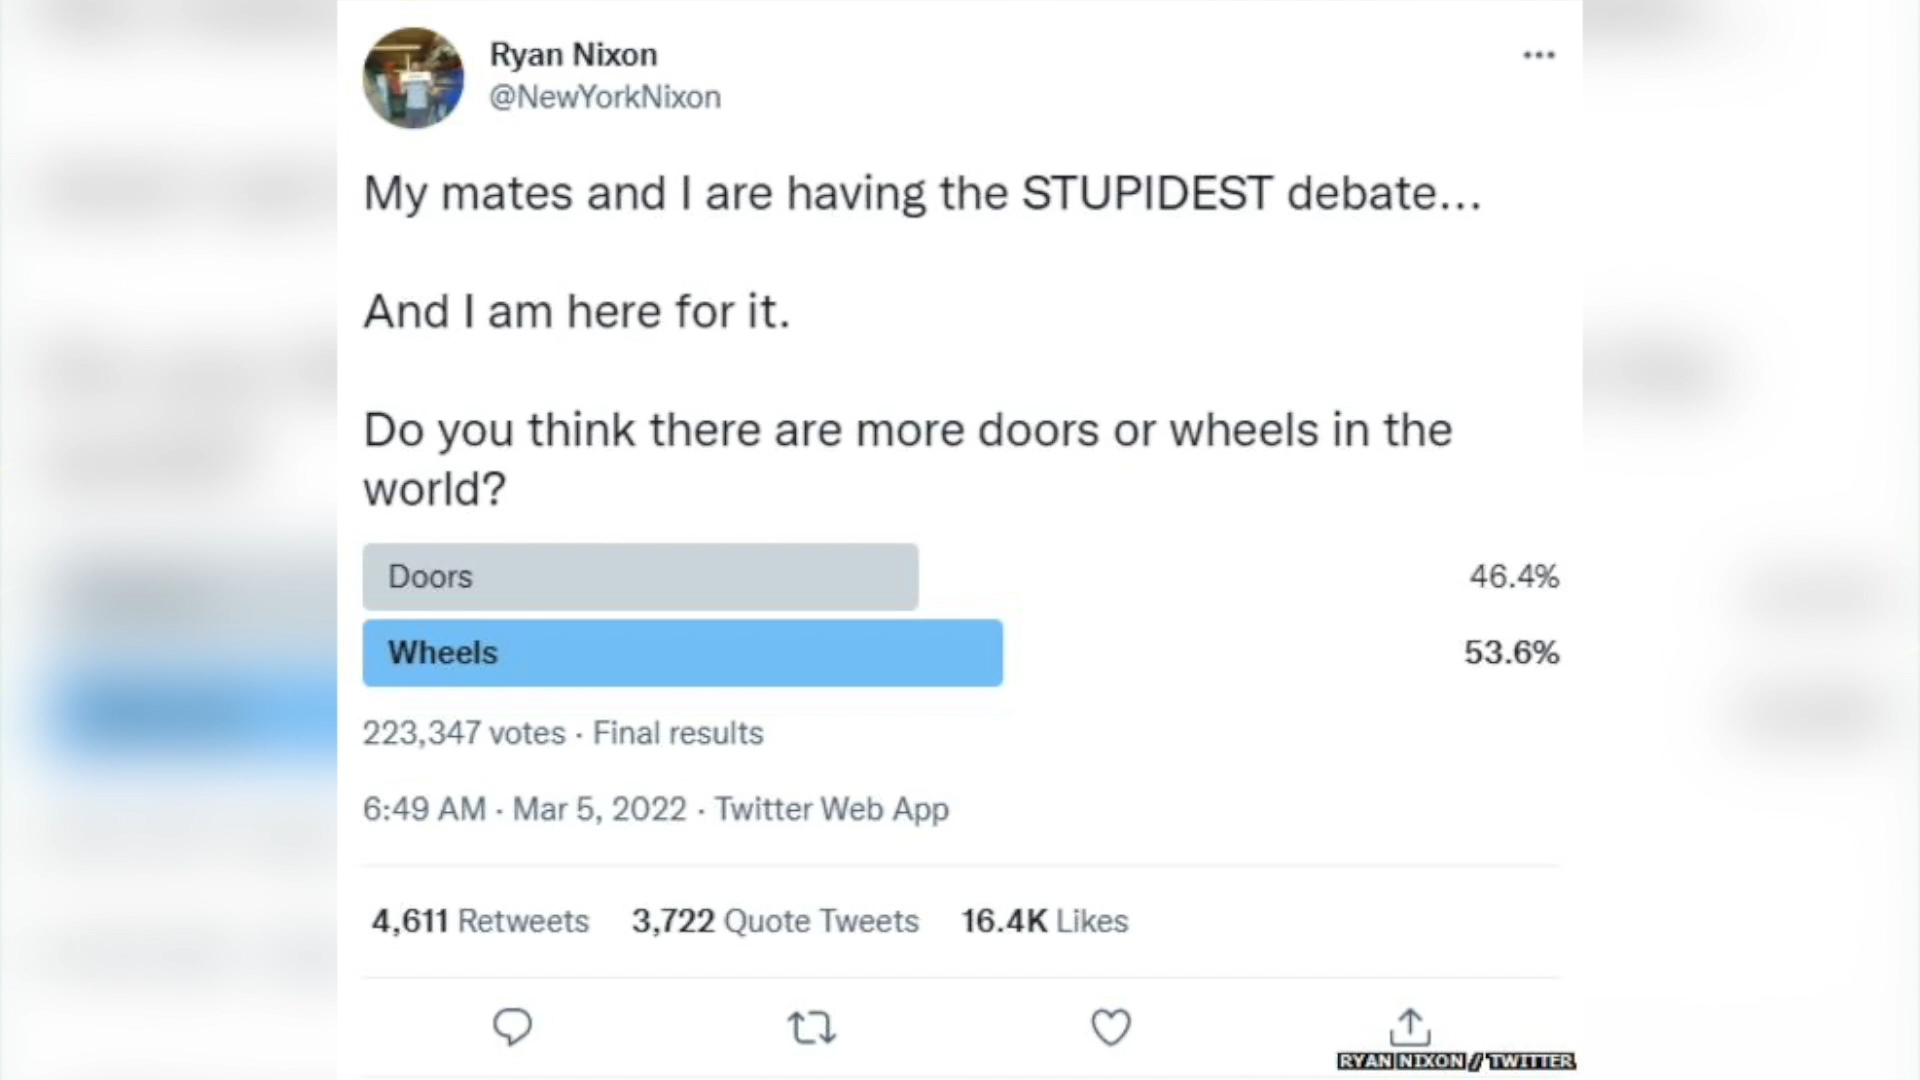 Ryan Nixon
@NewYorkNixon
My mates and I are having the STUPIDEST debate...
And I am here for it.
Do you think there are more doors or wheels in the
world?
Doors 46.4%
Wheels 53.6%
223,347 votes · Final results
6:49 AM · Mar 5, 2022 · Twitter Web App
4,611 Retweets 3,722 Quote Tweets 16.4K Likes
RYAN NIXON // TWITTER